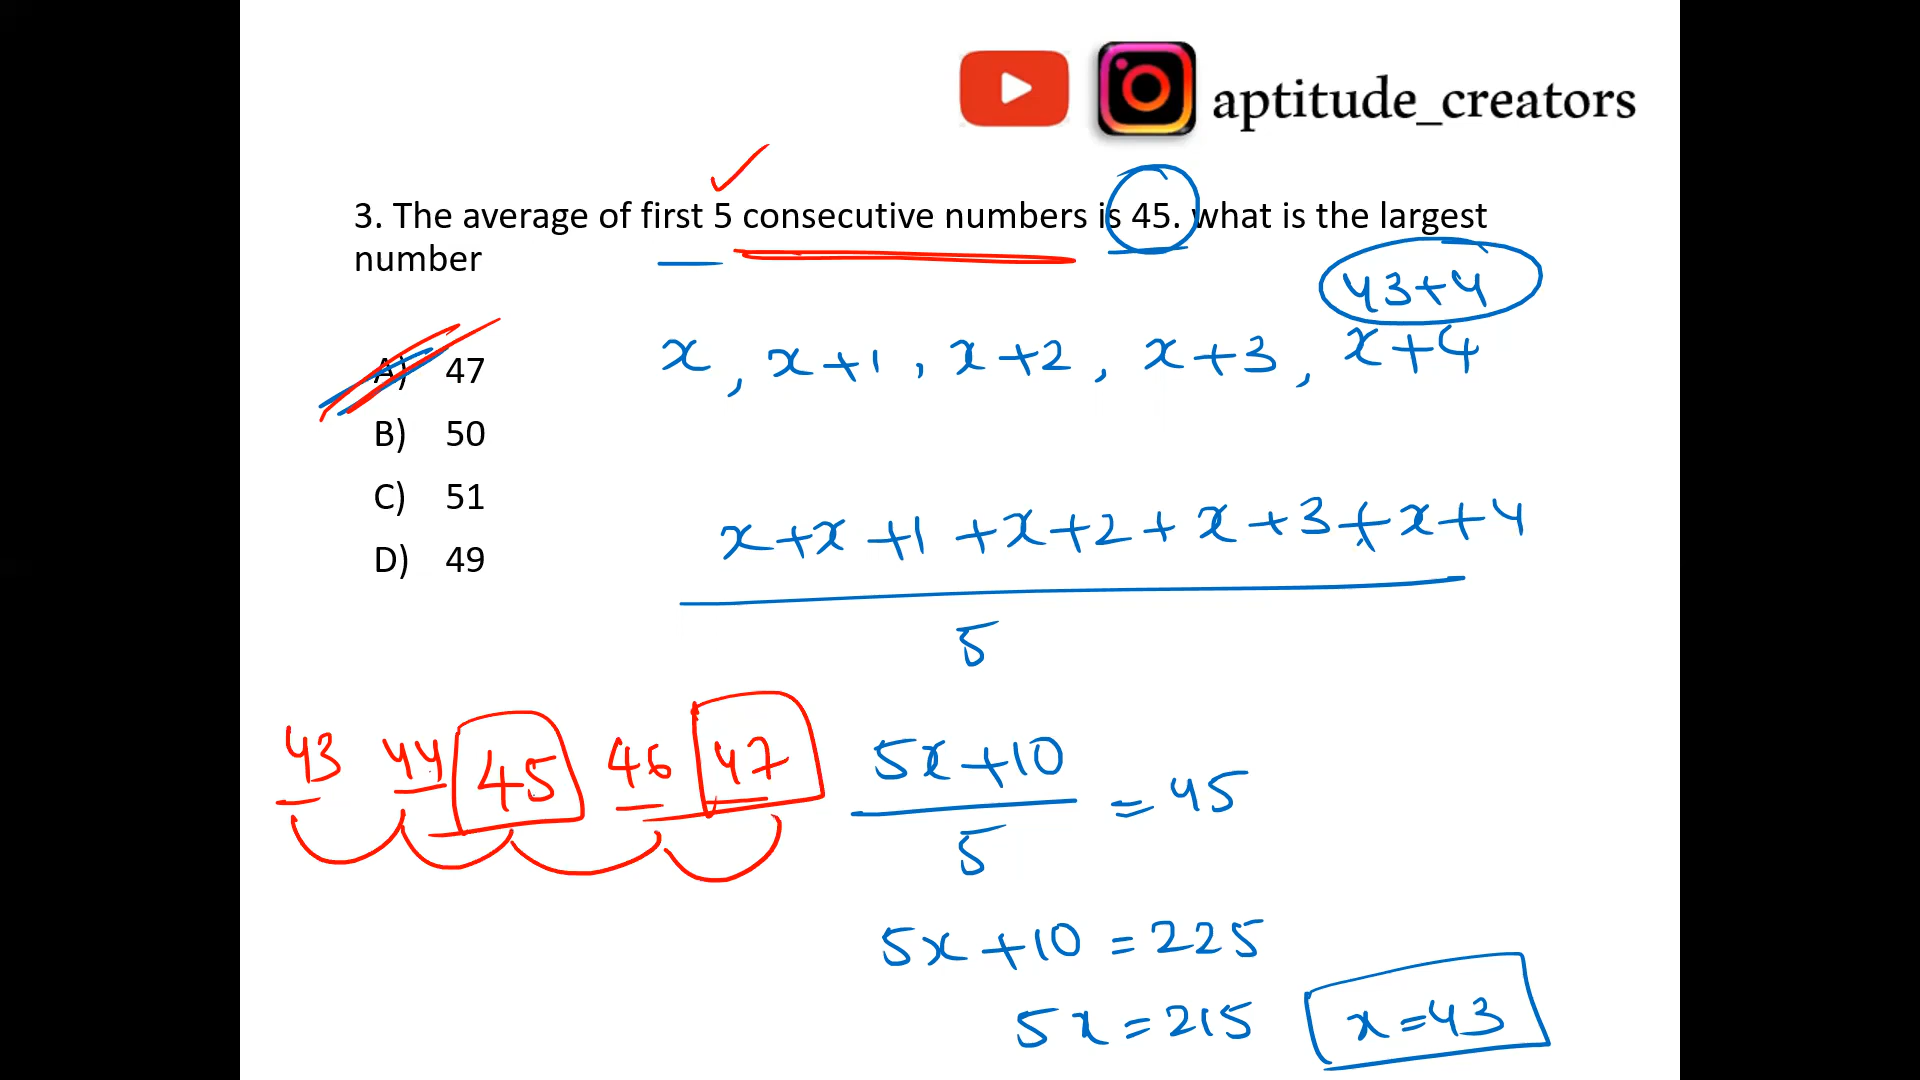 aptitude_creators
3. The average of first 5 consecutive numbers is 45. what is the largest
number
43+4
A) 47
x, x+1, x+2, x+3, x+4
B) 50
C) 51
x+x+1+x+2+x+3+x+4
D) 49
5
43 44 45 46 47
5x+10
= 45
5
5x+10=225
5x=215 x=43